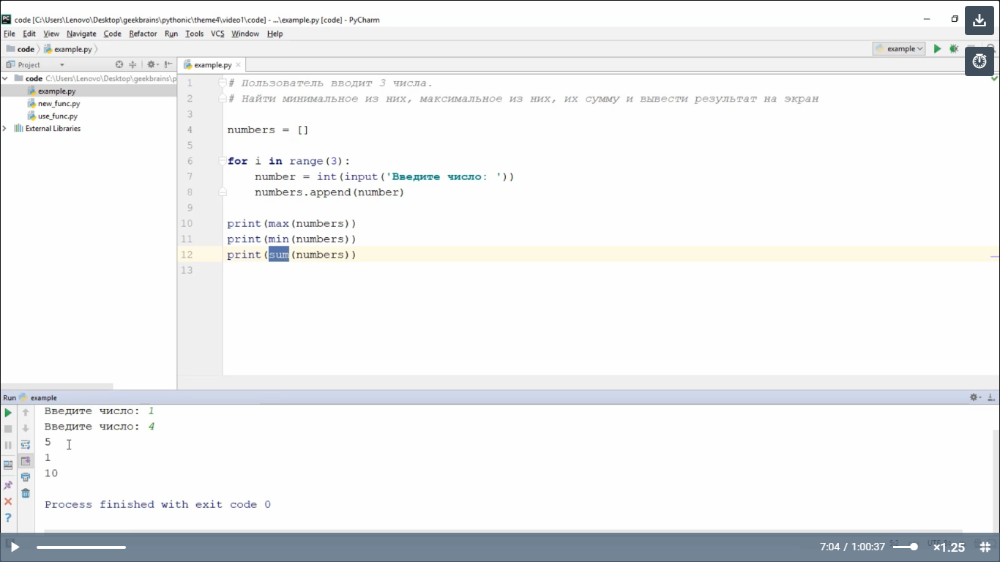 code [C:\Users\Lenovo\Desktop\geekbrains\pythonic\theme4\video1\code] - ...\example.py [code] - PyCharm
File Edit View Navigate Code Refactor Run Tools VCS Window Help
code example.py
example
Project
example.py
code C:\Users\Lenovo\Desktop\geekbrains\p
example.py
new_func.py
use_func.py
External Libraries
1 # Пользователь вводит 3 числа.
2 # Найти минимальное из них, максимальное из них, их сумму и вывести результат на экран
3
4 numbers = []
5
6 for i in range(3):
7 number = int(input('Введите число: '))
8 numbers.append(number)
9
10 print(max(numbers))
11 print(min(numbers))
12 print(sum(numbers))
13
Run example
Введите число: 1
Введите число: 4
5
1
10
Process finished with exit code 0
7:04 / 1:00:37 ×1.25